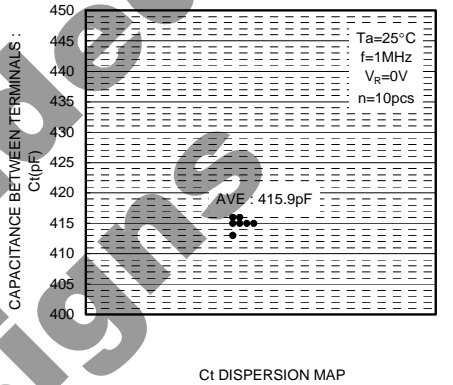 450
445
440
435
430
425
420
415
410
405
400
CAPACITANCE BETWEEN TERMINALS :
Ct(pF)
Ta=25°C
f=1MHz
VR=0V
n=10pcs
AVE : 415.9pF
Ct DISPERSION MAP